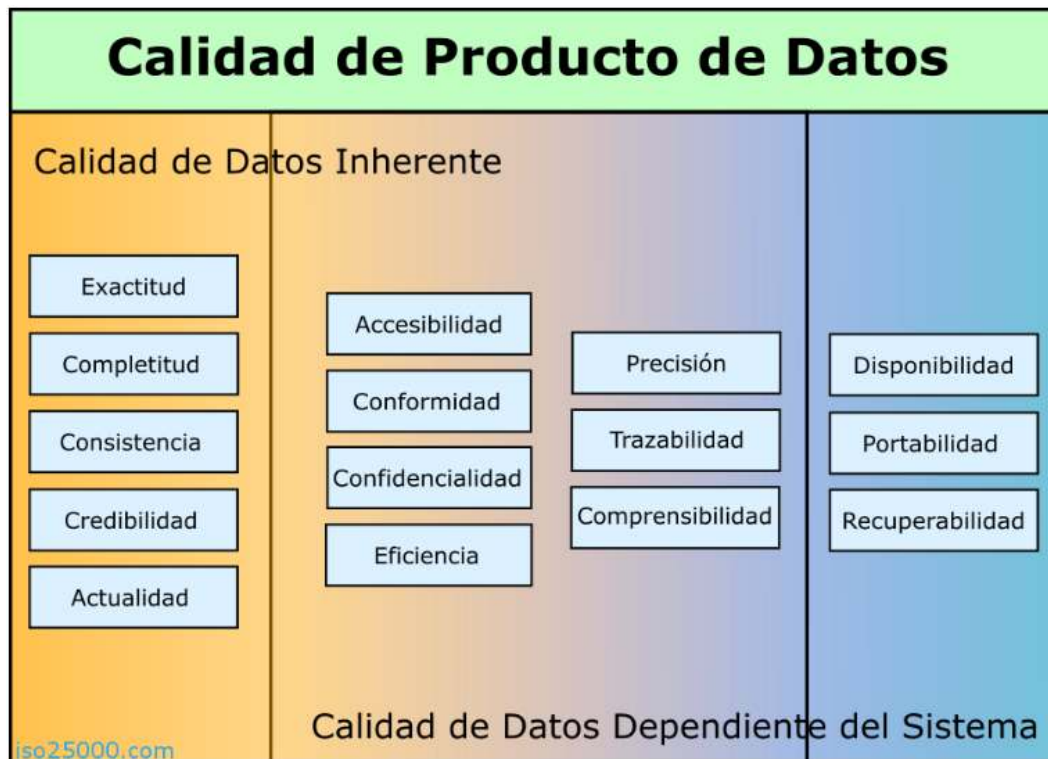 Calidad de Producto de Datos
Calidad de Datos Inherente
Exactitud
Completitud
Consistencia
Credibilidad
Actualidad
Accesibilidad
Conformidad
Confidencialidad
Eficiencia
Precisión
Trazabilidad
Comprensibilidad
Disponibilidad
Portabilidad
Recuperabilidad
Calidad de Datos Dependiente del Sistema
iso25000.com